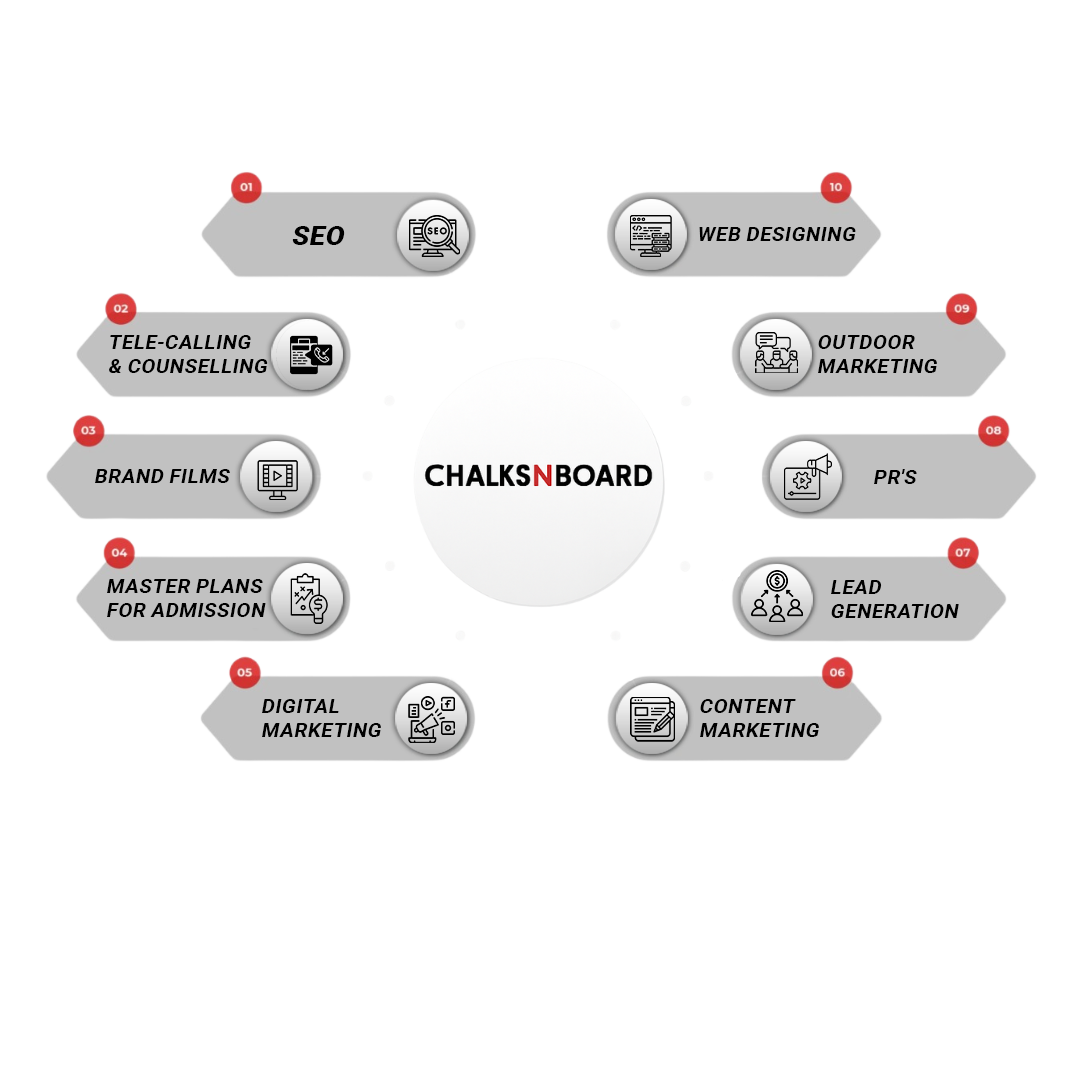 01
SEO
SEO
02
TELE-CALLING
& COUNSELLING
03
BRAND FILMS
04
MASTER PLANS
FOR ADMISSION
05
DIGITAL
MARKETING
CHALKSNBOARD
10
WEB DESIGNING
09
OUTDOOR
MARKETING
08
PR'S
07
LEAD
GENERATION
06
CONTENT
MARKETING